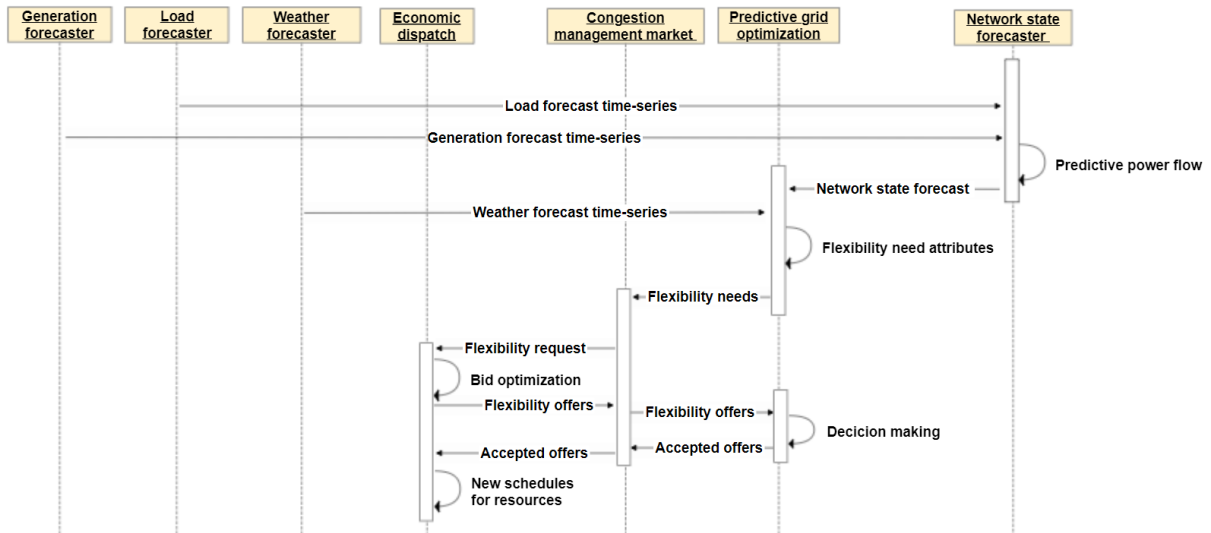 Generation
forecaster
Load
forecaster
Weather
forecaster
Economic
dispatch
Congestion
management market
Predictive grid
optimization
Network state
forecaster
Load forecast time-series
Generation forecast time-series
Predictive power flow
Network state forecast
Weather forecast time-series
Flexibility need attributes
Flexibility needs
Flexibility request
Bid optimization
Flexibility offers
Flexibility offers
Decicion making
Accepted offers
Accepted offers
New schedules
for resources